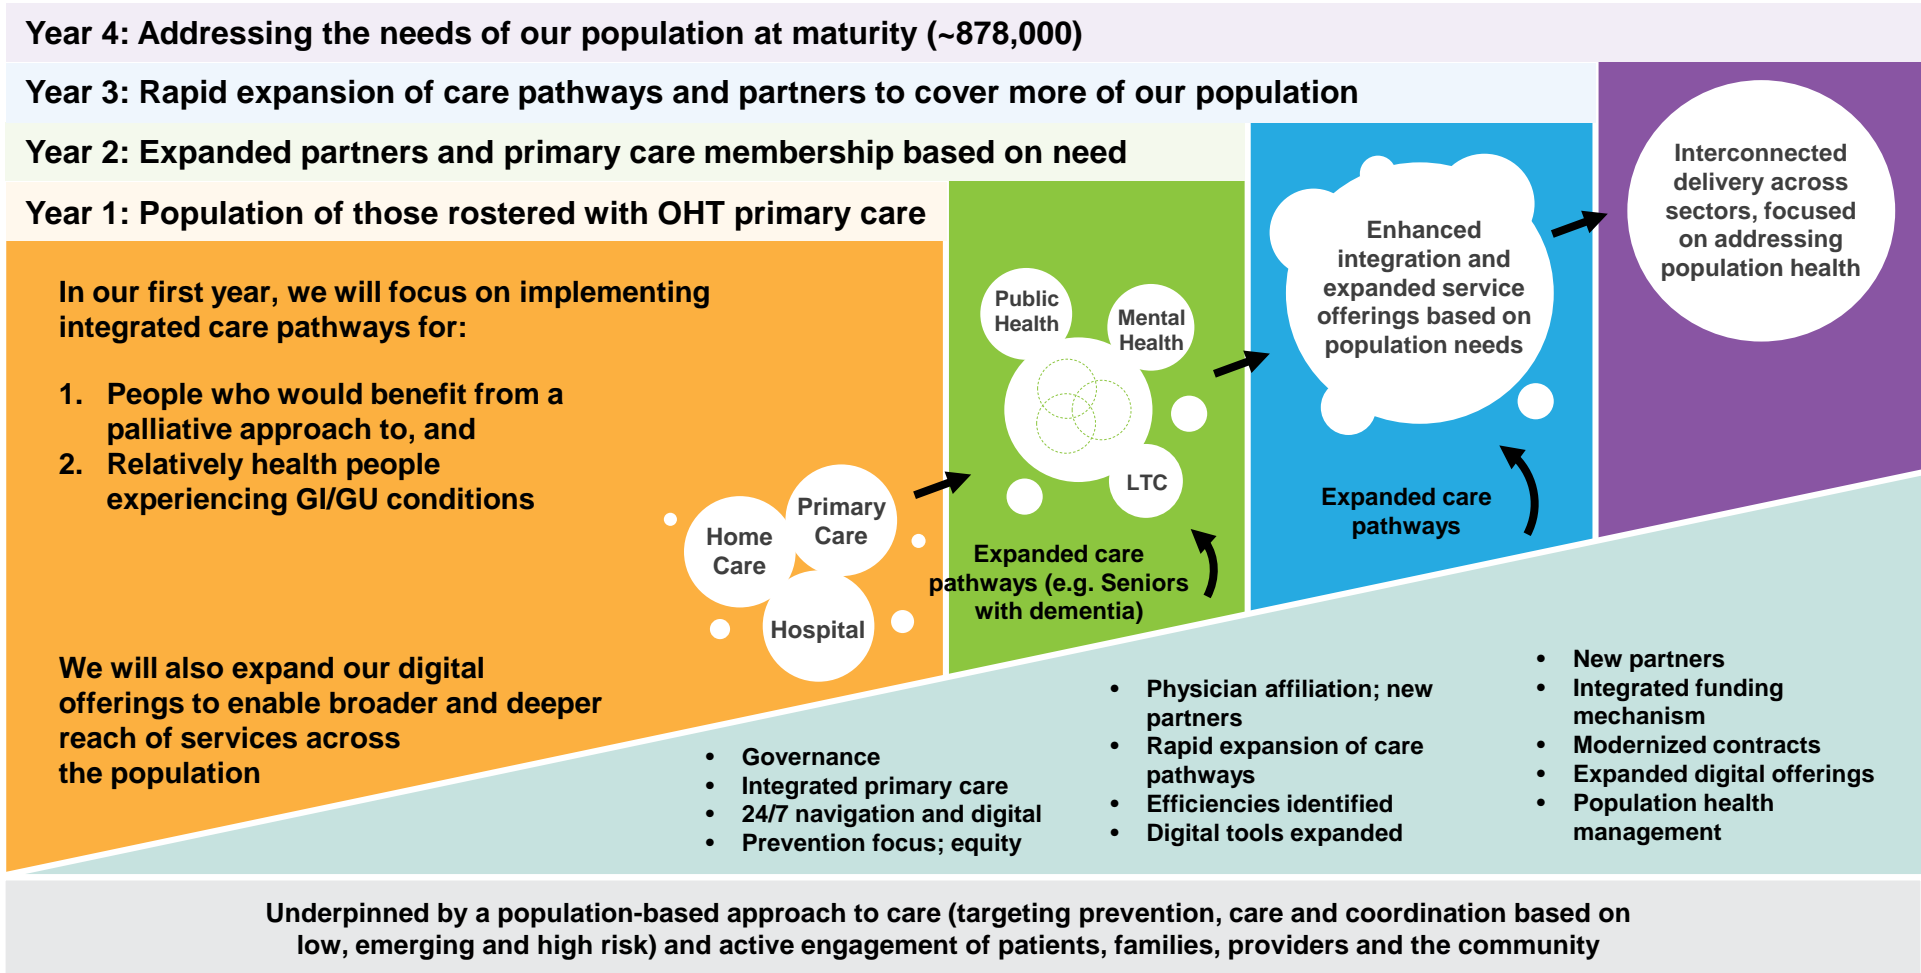 Year 4: Addressing the needs of our population at maturity (~878,000)
Year 3: Rapid expansion of care pathways and partners to cover more of our population
Year 2: Expanded partners and primary care membership based on need
Year 1: Population of those rostered with OHT primary care
In our first year, we will focus on implementing
integrated care pathways for:
1. People who would benefit from a
palliative approach to, and
2. Relatively health people
experiencing GI/GU conditions
We will also expand our digital
offerings to enable broader and deeper
reach of services across
the population
Home
Care
Primary
Care
Hospital
Public
Health
Mental
Health
LTC
Expanded care
pathways (e.g. Seniors
with dementia)
Enhanced
integration and
expanded service
offerings based on
population needs
Expanded care
pathways
Interconnected
delivery across
sectors, focused
on addressing
population health
• Governance
• Integrated primary care
• 24/7 navigation and digital
• Prevention focus; equity
• Physician affiliation; new
partners
• Rapid expansion of care
pathways
• Efficiencies identified
• Digital tools expanded
• New partners
• Integrated funding
mechanism
• Modernized contracts
• Expanded digital offerings
• Population health
management
Underpinned by a population-based approach to care (targeting prevention, care and coordination based on
low, emerging and high risk) and active engagement of patients, families, providers and the community